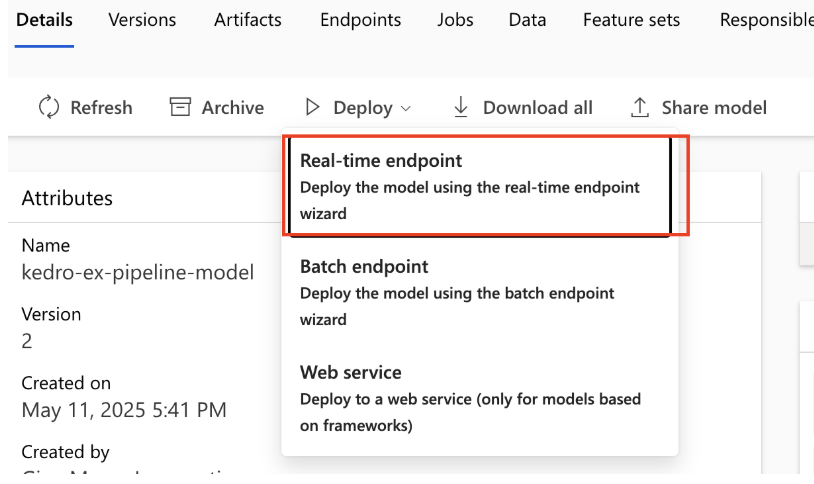 Details Versions Artifacts Endpoints Jobs Data Feature sets Responsible
Refresh Archive Deploy Download all Share model
Real-time endpoint
Deploy the model using the real-time endpoint
wizard
Batch endpoint
Deploy the model using the batch endpoint
wizard
Web service
Deploy to a web service (only for models based
on frameworks)
Attributes
Name
kedro-ex-pipeline-model
Version
2
Created on
May 11, 2025 5:41 PM
Created by